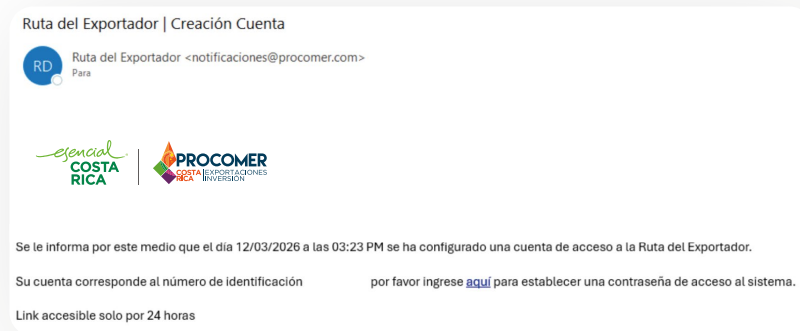 Ruta del Exportador | Creación Cuenta
RD
Ruta del Exportador <notificaciones@procomer.com>
Para
esencial
COSTA
RICA
PROCOMER
COSTA RICA
EXPORTACIONES
INVERSIÓN
Se le informa por este medio que el día 12/03/2026 a las 03:23 PM se ha configurado una cuenta de acceso a la Ruta del Exportador.
Su cuenta corresponde al número de identificación por favor ingrese aquí para establecer una contraseña de acceso al sistema.
Link accesible solo por 24 horas